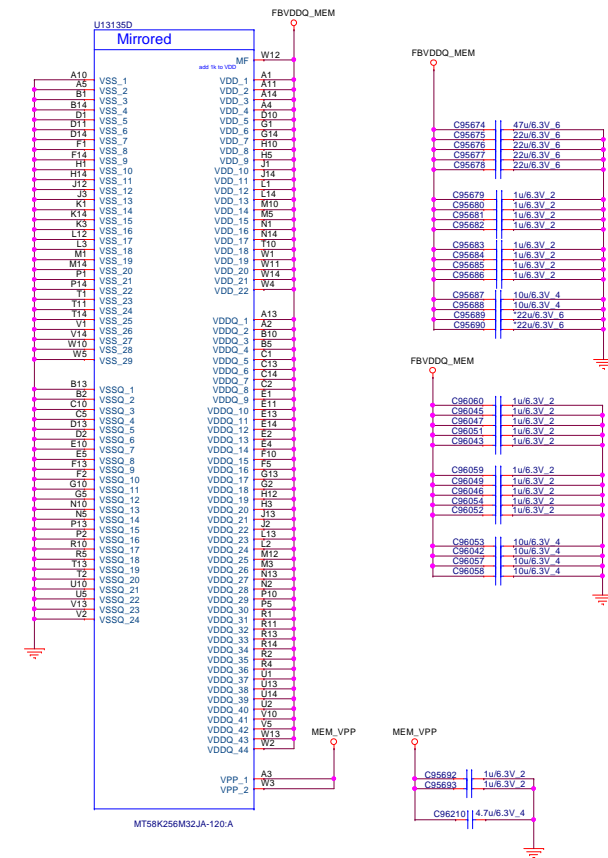 U13135D
Mirrored
FBVDDQ_MEM
MF W12
add 1k to VDD
A10 VSS_1
A5 VSS_2
B1 VSS_3
B14 VSS_4
D1 VSS_5
D11 VSS_6
D14 VSS_7
F1 VSS_8
F14 VSS_9
H1 VSS_10
H14 VSS_11
J12 VSS_12
J3 VSS_13
K1 VSS_14
K14 VSS_15
K3 VSS_16
L12 VSS_17
L3 VSS_18
M1 VSS_19
M14 VSS_20
P1 VSS_21
P14 VSS_22
T1 VSS_23
T11 VSS_24
T14 VSS_25
V1 VSS_26
V14 VSS_27
W10 VSS_28
W5 VSS_29
B13 VSSQ_1
B2 VSSQ_2
C10 VSSQ_3
C5 VSSQ_4
D13 VSSQ_5
D2 VSSQ_6
E10 VSSQ_7
E5 VSSQ_8
F13 VSSQ_9
F2 VSSQ_10
G10 VSSQ_11
G5 VSSQ_12
N10 VSSQ_13
N5 VSSQ_14
P13 VSSQ_15
P2 VSSQ_16
R10 VSSQ_17
R5 VSSQ_18
T13 VSSQ_19
T2 VSSQ_20
U10 VSSQ_21
U5 VSSQ_22
V13 VSSQ_23
V2 VSSQ_24
VDD_1 A1
VDD_2 A11
VDD_3 A14
VDD_4 A4
VDD_5 D10
VDD_6 G1
VDD_7 G14
VDD_8 H10
VDD_9 H5
VDD_10 J1
VDD_11 J14
VDD_12 L1
VDD_13 L14
VDD_14 M10
VDD_15 M5
VDD_16 N1
VDD_17 N14
VDD_18 T10
VDD_19 W1
VDD_20 W11
VDD_21 W14
VDD_22 W4
VDDQ_1 A13
VDDQ_2 A2
VDDQ_3 B10
VDDQ_4 B5
VDDQ_5 C1
VDDQ_6 C13
VDDQ_7 C14
VDDQ_8 C2
VDDQ_9 E1
VDDQ_10 E11
VDDQ_11 E13
VDDQ_12 E14
VDDQ_13 E2
VDDQ_14 E4
VDDQ_15 F10
VDDQ_16 F5
VDDQ_17 G13
VDDQ_18 G2
VDDQ_19 H12
VDDQ_20 H3
VDDQ_21 J13
VDDQ_22 J2
VDDQ_23 L13
VDDQ_24 L2
VDDQ_25 M12
VDDQ_26 M3
VDDQ_27 N13
VDDQ_28 N2
VDDQ_29 P10
VDDQ_30 P5
VDDQ_31 R1
VDDQ_32 R11
VDDQ_33 R13
VDDQ_34 R14
VDDQ_35 R2
VDDQ_36 R4
VDDQ_37 U1
VDDQ_38 U13
VDDQ_39 U14
VDDQ_40 U2
VDDQ_41 V10
VDDQ_42 V5
VDDQ_43 W13
VDDQ_44 W2
VPP_1 A3
VPP_2 W3
MEM_VPP
MT58K256M32JA-120:A
FBVDDQ_MEM
C95674 47u/6.3V_6
C95675 22u/6.3V_6
C95676 22u/6.3V_6
C95677 22u/6.3V_6
C95678 22u/6.3V_6
C95679 1u/6.3V_2
C95680 1u/6.3V_2
C95681 1u/6.3V_2
C95682 1u/6.3V_2
C95683 1u/6.3V_2
C95684 1u/6.3V_2
C95685 1u/6.3V_2
C95686 1u/6.3V_2
C95687 10u/6.3V_4
C95688 10u/6.3V_4
C95689 *22u/6.3V_6
C95690 *22u/6.3V_6
FBVDDQ_MEM
C96060 1u/6.3V_2
C96045 1u/6.3V_2
C96047 1u/6.3V_2
C96051 1u/6.3V_2
C96043 1u/6.3V_2
C96059 1u/6.3V_2
C96049 1u/6.3V_2
C96046 1u/6.3V_2
C96054 1u/6.3V_2
C96052 1u/6.3V_2
C96053 10u/6.3V_4
C96042 10u/6.3V_4
C96057 10u/6.3V_4
C96058 10u/6.3V_4
MEM_VPP
C95692 1u/6.3V_2
C95693 1u/6.3V_2
C96210 4.7u/6.3V_4